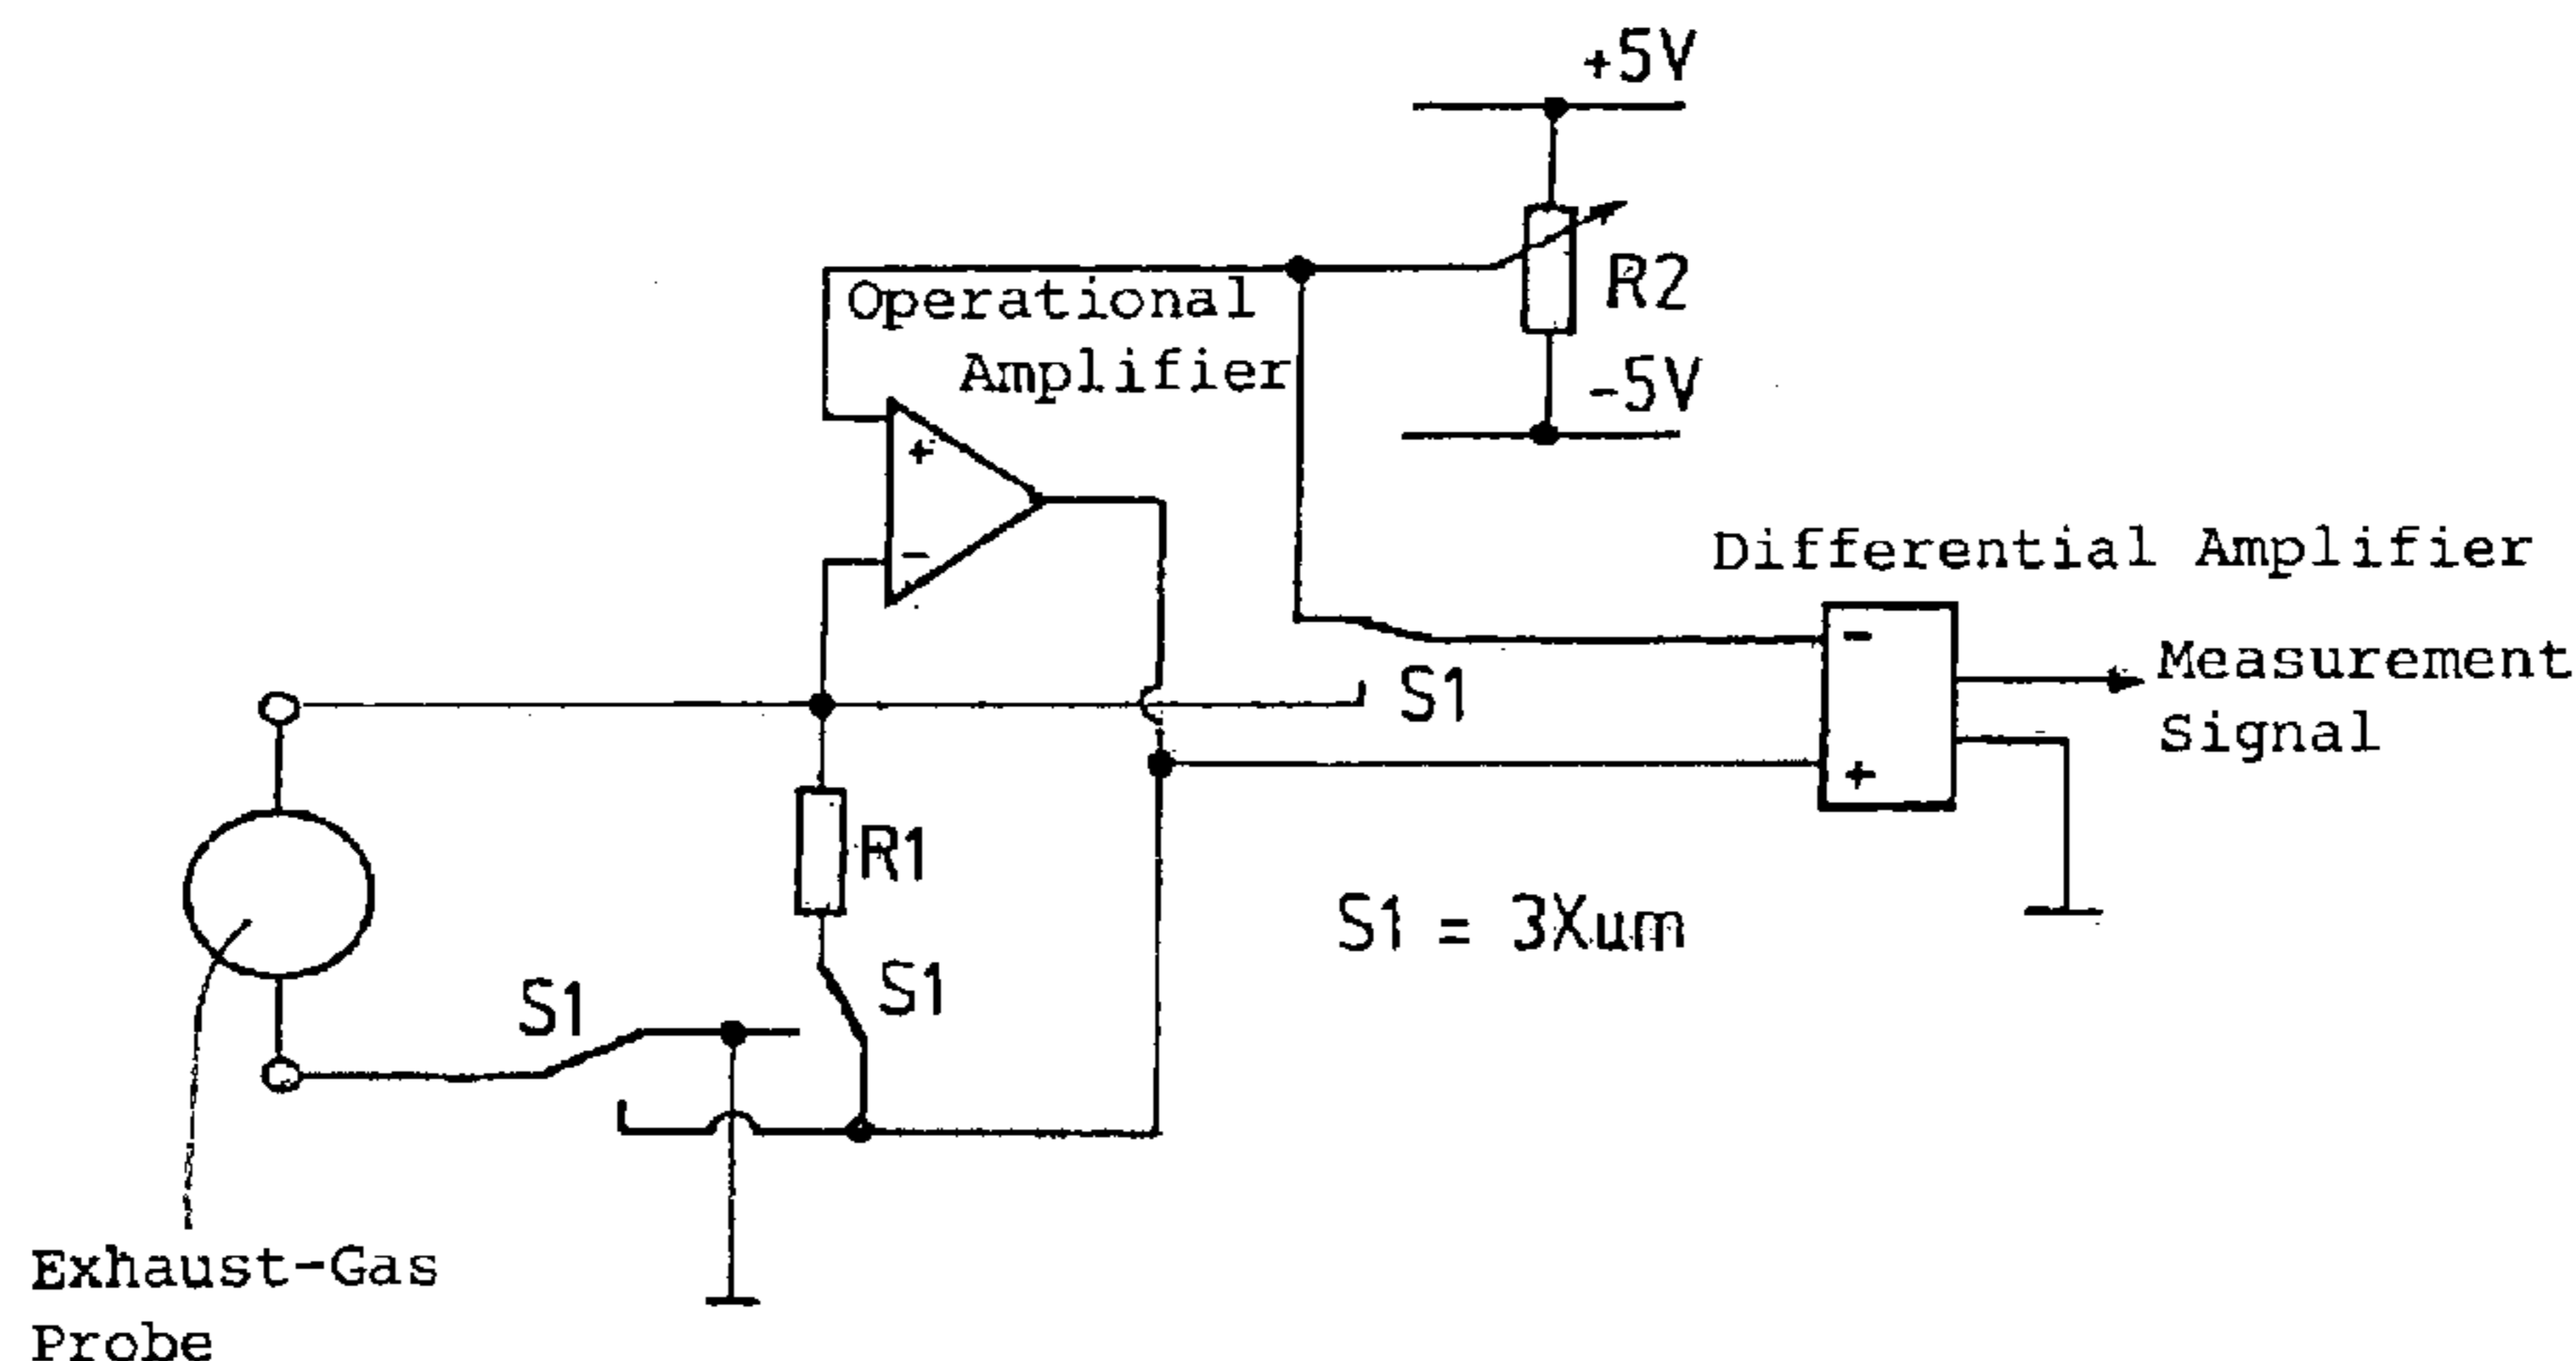 +5V
Operational
Amplifier
R2
-5V
+
-
Differential Amplifier
-
Measurement
Signal
S1
+
R1
S1 = 3Xum
S1
S1
Exhaust-Gas
Probe